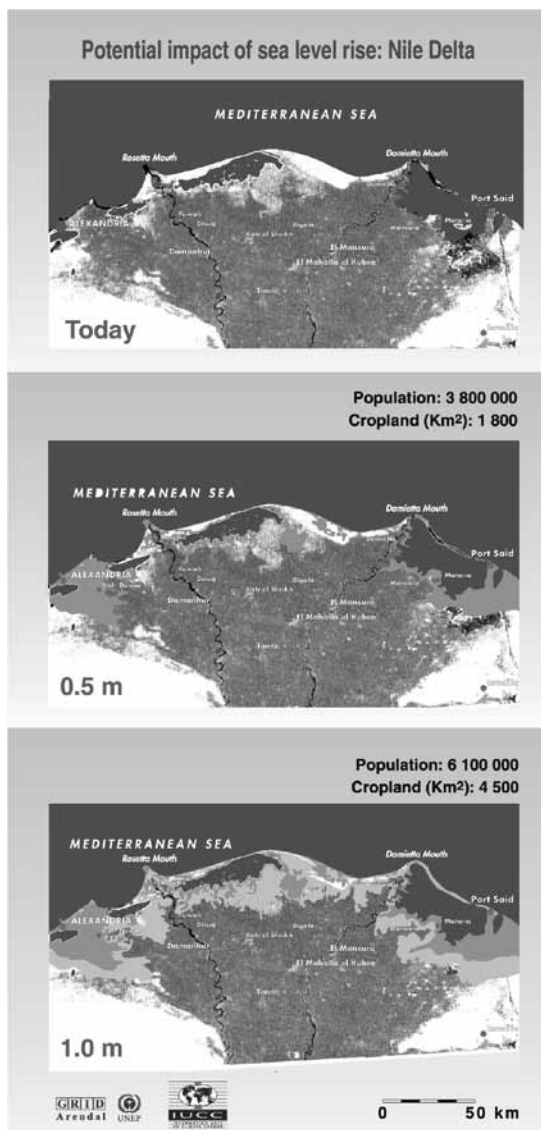 Potential impact of sea level rise: Nile Delta
MEDITERRANEAN SEA
Rosetta Mouth
Damietta Mouth
Port Said
ALEXANDRIA
Damanhur
El Mansura
El Mahalla el Kubra
Tanta
Today
Population: 3 800 000
Cropland (Km²): 1 800
MEDITERRANEAN SEA
Rosetta Mouth
Damietta Mouth
Port Said
ALEXANDRIA
Damanhur
El Mansura
El Mahalla el Kubra
Tanta
0.5 m
Population: 6 100 000
Cropland (Km²): 4 500
MEDITERRANEAN SEA
Rosetta Mouth
Damietta Mouth
Port Said
ALEXANDRIA
Damanhur
El Mansura
El Mahalla el Kubra
Tanta
1.0 m
GRID
Arendal
UNEP
IUCC
0 50 km